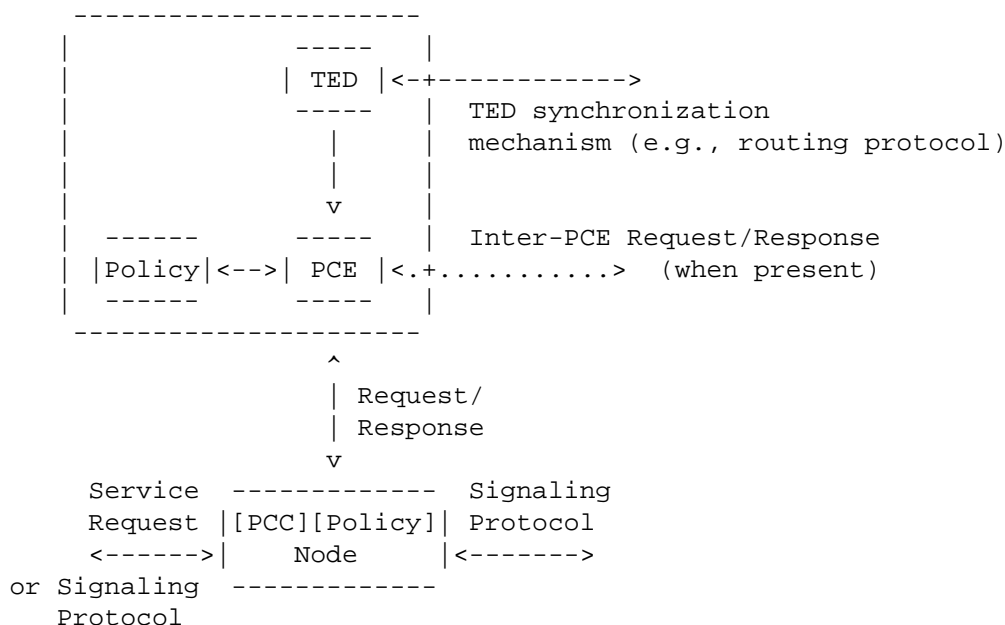 TED
TED synchronization
mechanism (e.g., routing protocol)
Inter-PCE Request/Response
Policy PCE (when present)
Request/
Response
Service Signaling
Request [PCC][Policy] Protocol
Node
or Signaling
Protocol